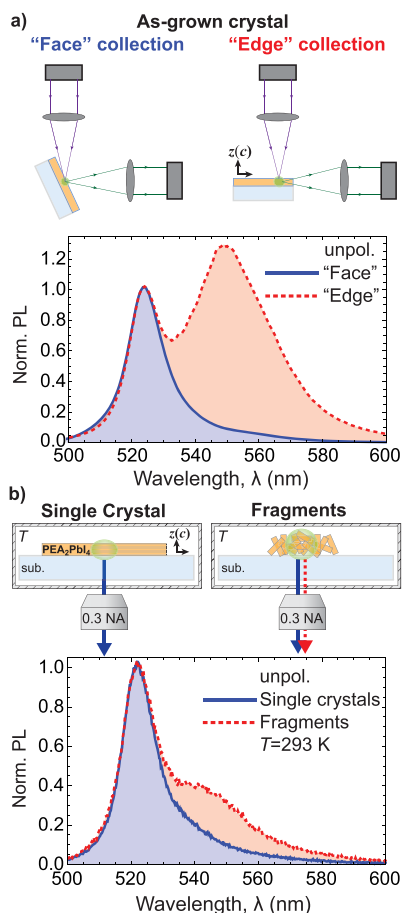 a) As-grown crystal
“Face” collection “Edge” collection
z(c)
unpol.
“Face”
“Edge”
Norm. PL
1.2
1.0
0.8
0.6
0.4
0.2
0.0
500 520 540 560 580 600
Wavelength, λ (nm)
b)
Single Crystal Fragments
T z(c) T
PEA₂PbI₄
sub. sub.
0.3 NA 0.3 NA
unpol.
Single crystals
Fragments
T=293 K
Norm. PL
1.0
0.8
0.6
0.4
0.2
0.0
500 520 540 560 580 600
Wavelength, λ (nm)